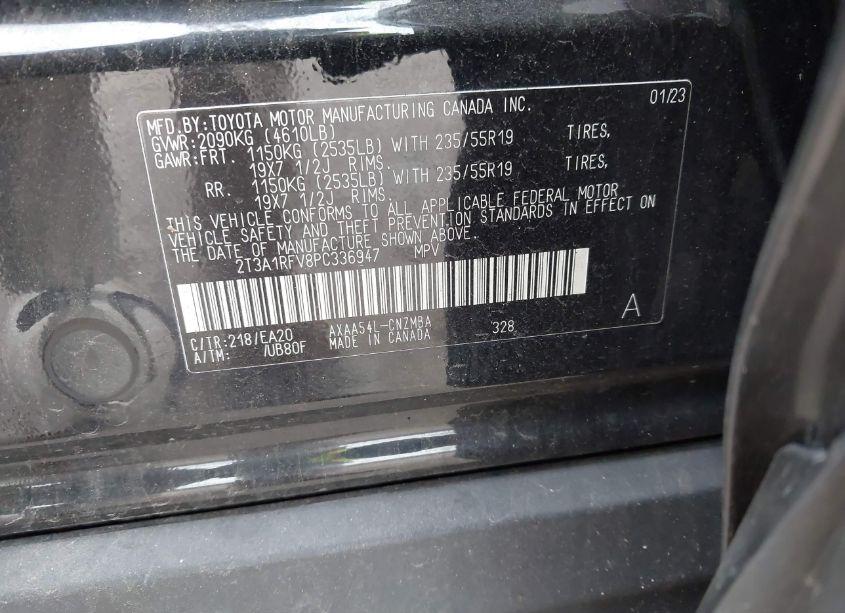 MFD.BY:TOYOTA MOTOR MANUFACTURING CANADA INC. 01/23
GVWR:2090KG (4610LB)
GAWR:FRT. 1150KG (2535LB) WITH 235/55R19 TIRES,
19X7 1/2J RIMS.
RR. 1150KG (2535LB) WITH 235/55R19 TIRES,
19X7 1/2J RIMS.
THIS VEHICLE CONFORMS TO ALL APPLICABLE FEDERAL MOTOR
VEHICLE SAFETY AND THEFT PREVENTION STANDARDS IN EFFECT ON
THE DATE OF MANUFACTURE SHOWN ABOVE.
2T3A1RFV8PC336947 MPV
A
C/TR:218/EA20 AXAA54L-CNZMBA 328
A/TM: /UB80F MADE IN CANADA